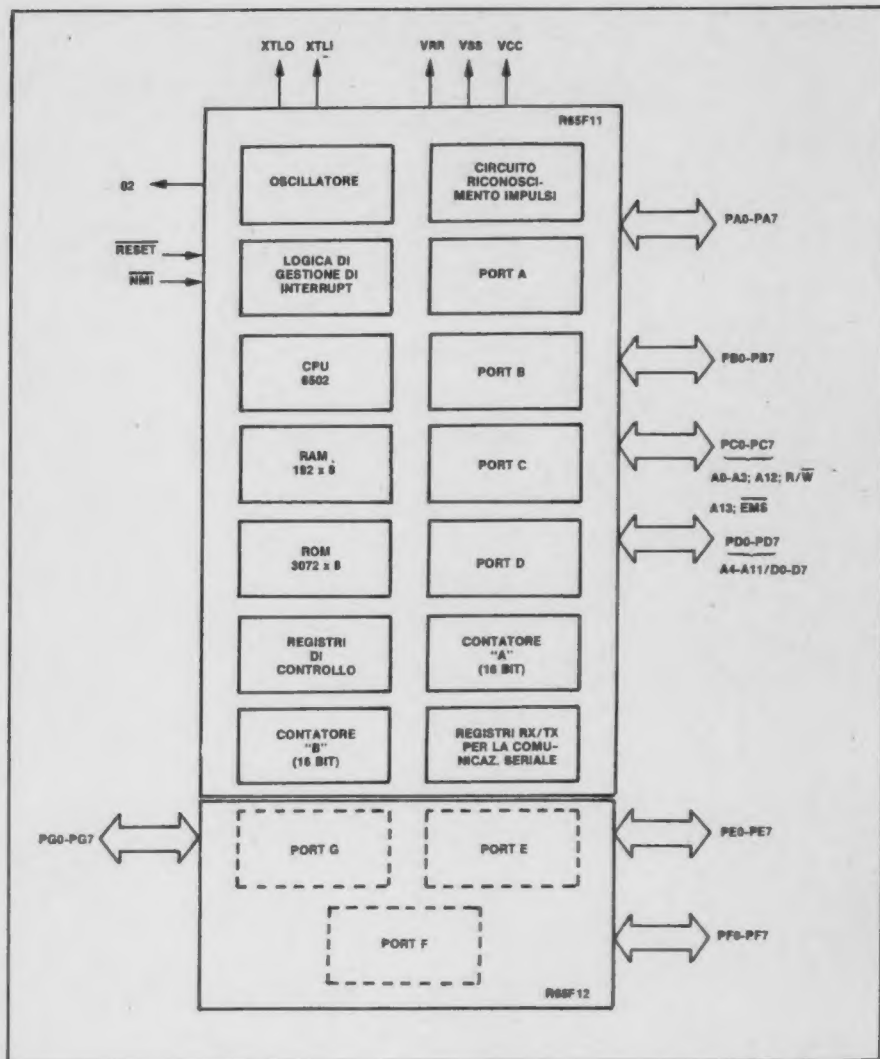 XTLO XTLI VRR VSS VCC
R65F11
OSCILLATORE
CIRCUITO
RICONOSCI-
MENTO IMPULSI
02
PA0-PA7
RESET
NMI
LOGICA DI
GESTIONE DI
INTERRUPT
PORT A
CPU
6502
PORT B
PB0-PB7
RAM
192 x 8
PORT C
PC0-PC7
A0-A3; A12; R/W
A13; EMS
ROM
3072 x 8
PORT D
PD0-PD7
A4-A11/D0-D7
REGISTRI
DI
CONTROLLO
CONTATORE
"A"
(16 BIT)
CONTATORE
"B"
(16 BIT)
REGISTRI RX/TX
PER LA COMU-
NICAZ. SERIALE
PG0-PG7
PORT G
PORT E
PE0-PE7
PORT F
PF0-PF7
R65F12